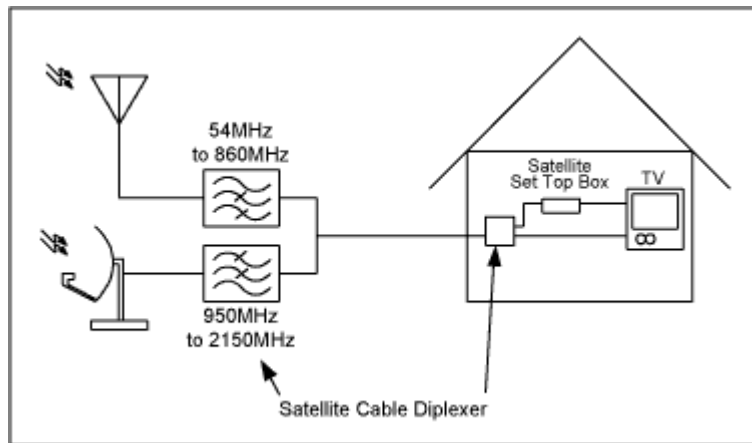 54MHz
to 860MHz
Satellite
Set Top Box
TV
950MHz
to 2150MHz
Satellite Cable Diplexer